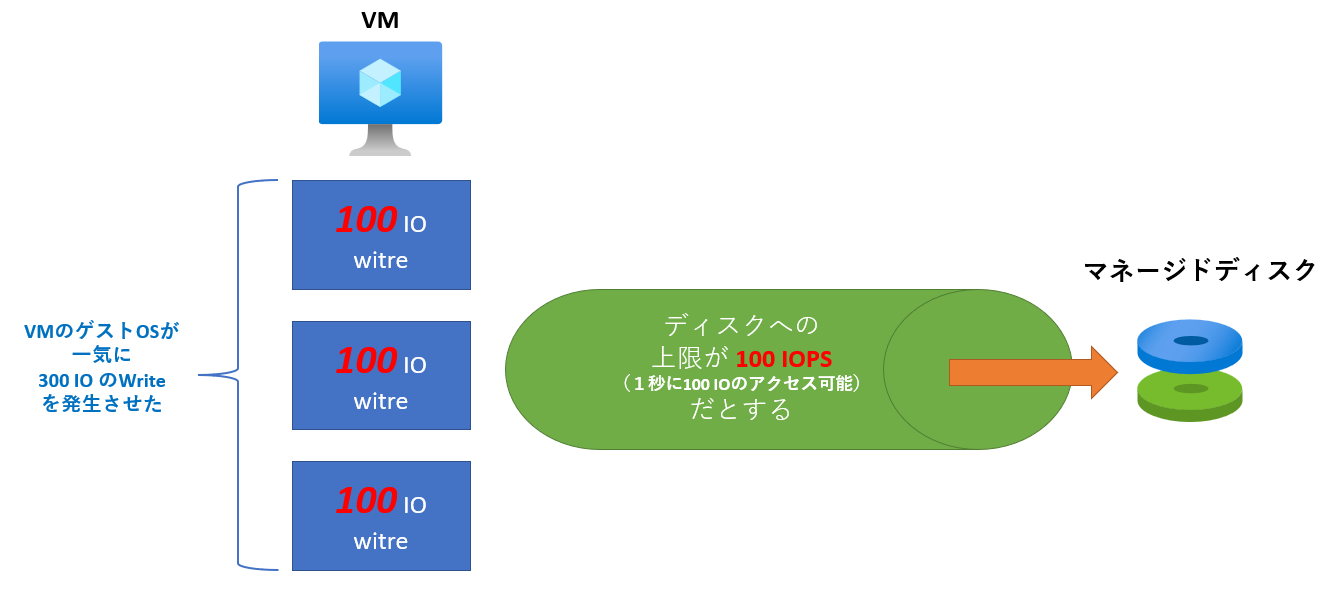 VM
100 IO
witre
100 IO
witre
100 IO
witre
VMのゲストOSが
一気に
300 IO のWrite
を発生させた
ディスクへの
上限が 100 IOPS
（１秒に100 IOのアクセス可能）
だとする
マネージドディスク